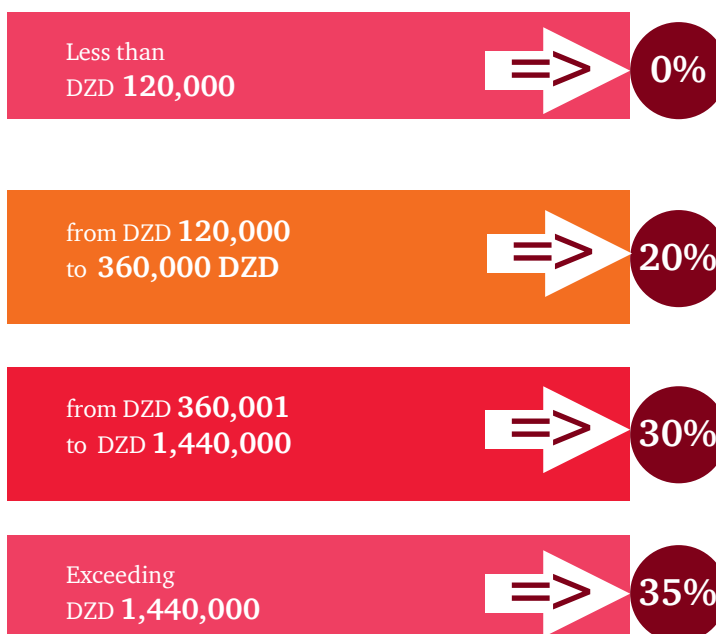 Less than
DZD 120,000
=> 0%
from DZD 120,000
to 360,000 DZD
=> 20%
from DZD 360,001
to DZD 1,440,000
=> 30%
Exceeding
DZD 1,440,000
=> 35%